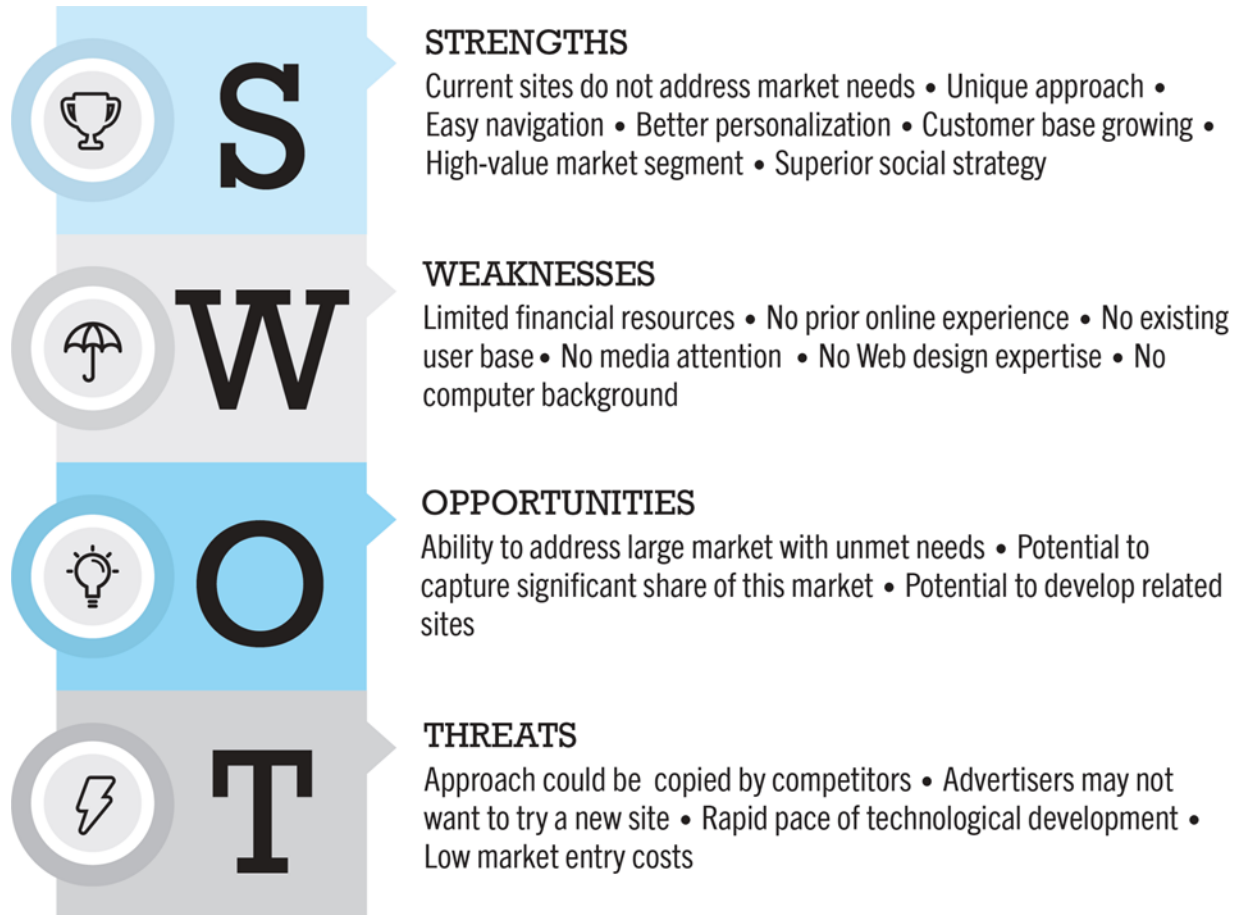 S
STRENGTHS
Current sites do not address market needs • Unique approach •
Easy navigation • Better personalization • Customer base growing •
High-value market segment • Superior social strategy
W
WEAKNESSES
Limited financial resources • No prior online experience • No existing
user base • No media attention • No Web design expertise • No
computer background
O
OPPORTUNITIES
Ability to address large market with unmet needs • Potential to
capture significant share of this market • Potential to develop related
sites
T
THREATS
Approach could be copied by competitors • Advertisers may not
want to try a new site • Rapid pace of technological development •
Low market entry costs